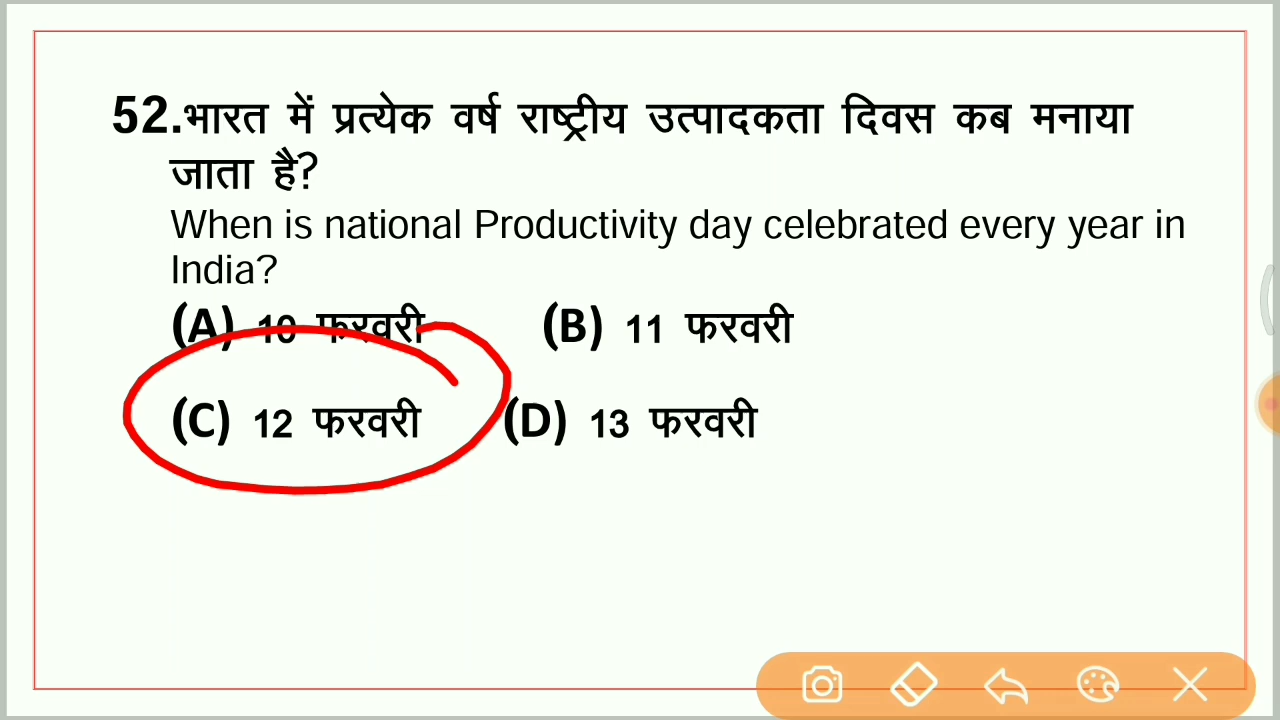 52.भारत में प्रत्येक वर्ष राष्ट्रीय उत्पादकता दिवस कब मनाया
जाता है?
When is national Productivity day celebrated every year in
India?
(A) 10 फरवरी (B) 11 फरवरी
(C) 12 फरवरी (D) 13 फरवरी